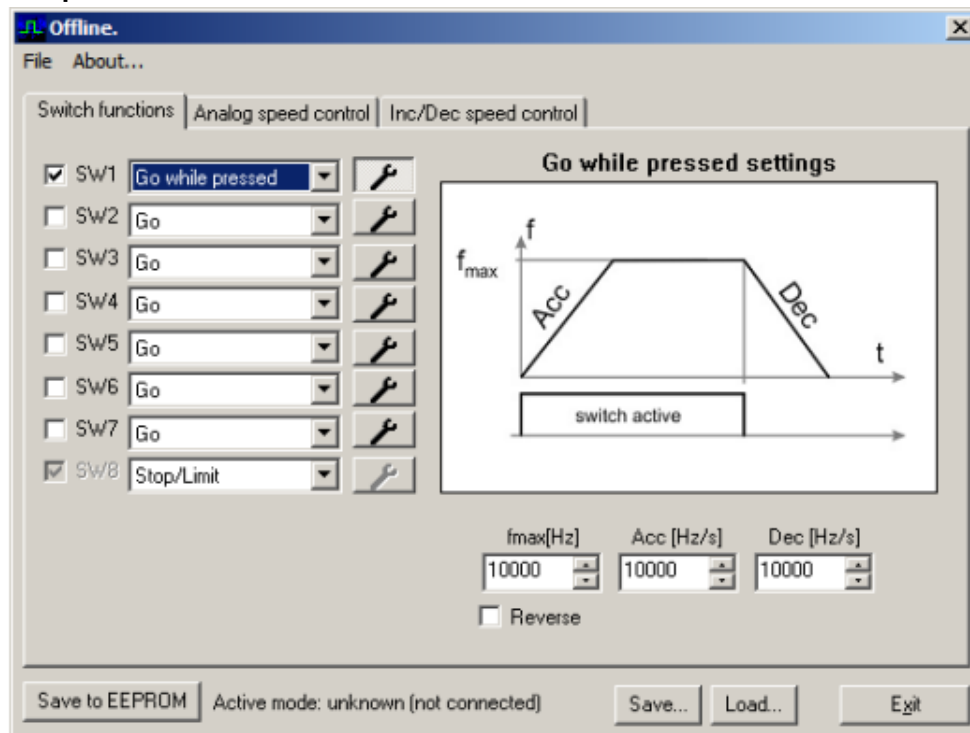 Offline.
File About...
Switch functions Analog speed control Inc/Dec speed control
SW1 Go while pressed
SW2 Go
SW3 Go
SW4 Go
SW5 Go
SW6 Go
SW7 Go
SW8 Stop/Limit
Go while pressed settings
f
fmax
Acc
Dec
t
switch active
fmax[Hz] Acc [Hz/s] Dec [Hz/s]
10000 10000 10000
Reverse
Save to EEPROM Active mode: unknown (not connected) Save... Load... Exit